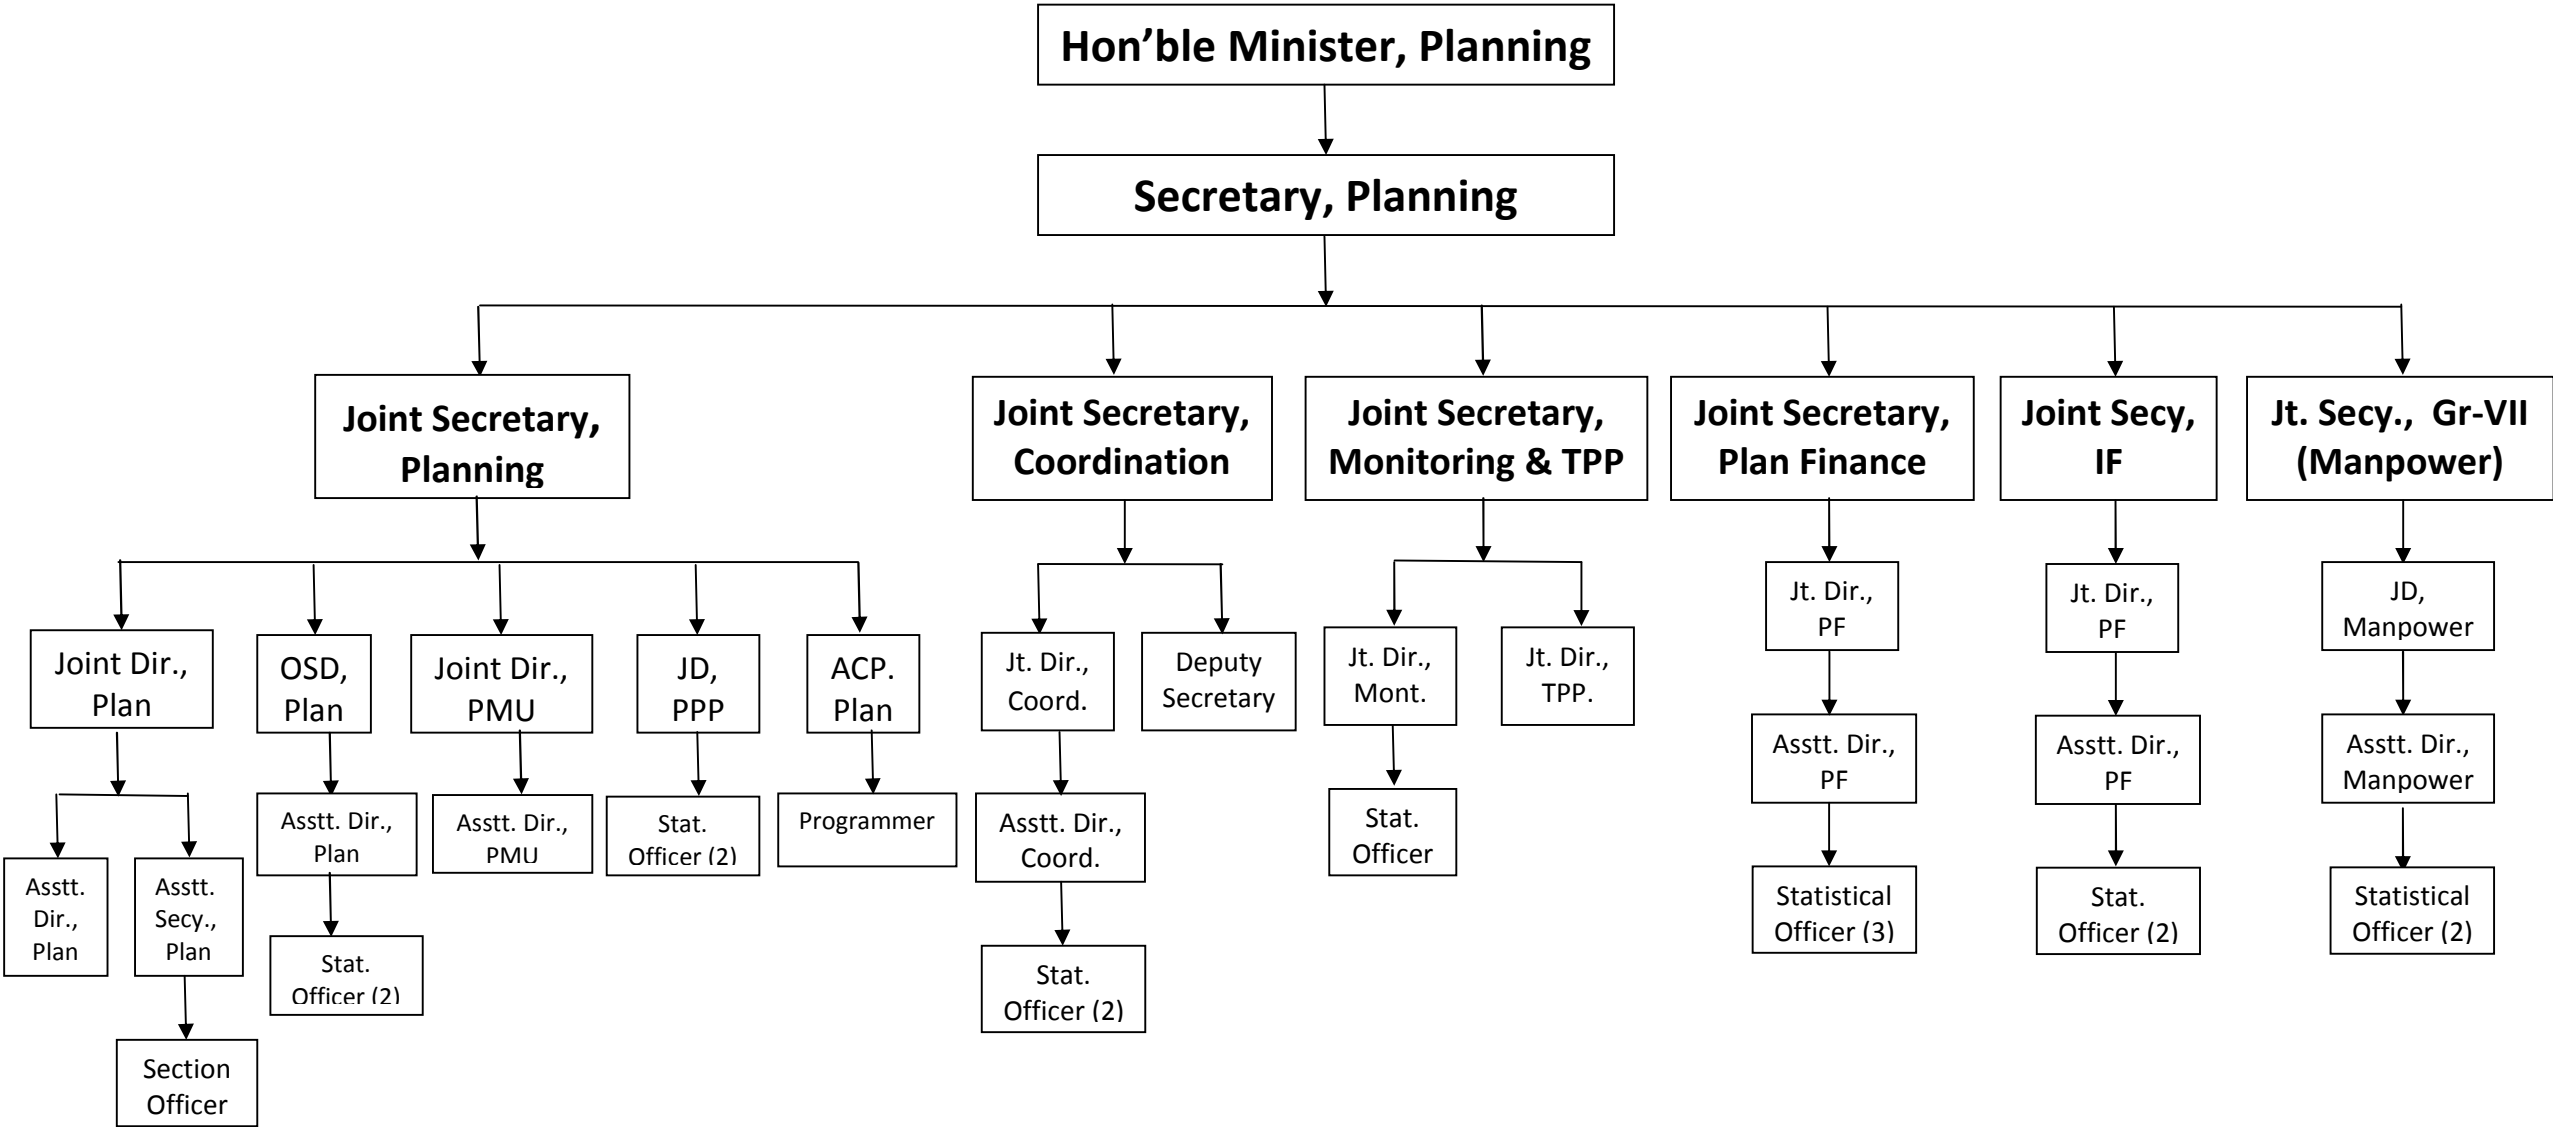 Hon’ble Minister, Planning
Secretary, Planning
Joint Secretary,
Planning
Joint Secretary,
Coordination
Joint Secretary,
Monitoring & TPP
Joint Secretary,
Plan Finance
Joint Secy,
IF
Jt. Secy., Gr-VII
(Manpower)
Joint Dir.,
Plan
OSD,
Plan
Joint Dir.,
PMU
JD,
PPP
ACP.
Plan
Jt. Dir.,
Coord.
Deputy
Secretary
Jt. Dir.,
Mont.
Jt. Dir.,
TPP.
Jt. Dir.,
PF
Jt. Dir.,
PF
JD,
Manpower
Asstt.
Dir.,
Plan
Asstt.
Secy.,
Plan
Asstt. Dir.,
Plan
Asstt. Dir.,
PMU
Stat.
Officer (2)
Programmer
Asstt. Dir.,
Coord.
Stat.
Officer
Asstt. Dir.,
PF
Asstt. Dir.,
PF
Asstt. Dir.,
Manpower
Section
Officer
Stat.
Officer (2)
Stat.
Officer (2)
Statistical
Officer (3)
Stat.
Officer (2)
Statistical
Officer (2)